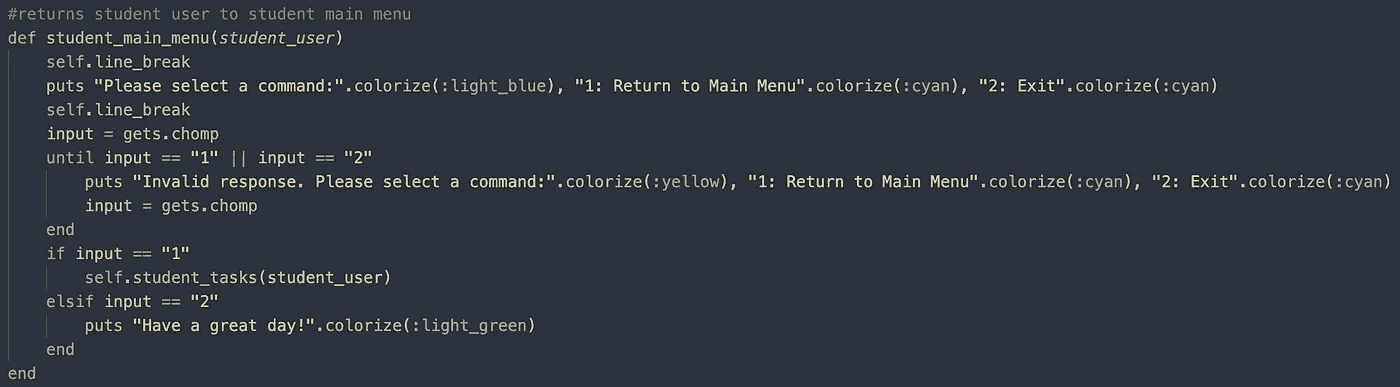 #returns student user to student main menu
def student_main_menu(student_user)
    self.line_break
    puts "Please select a command:".colorize(:light_blue), "1: Return to Main Menu".colorize(:cyan), "2: Exit".colorize(:cyan)
    self.line_break
    input = gets.chomp
    until input == "1" || input == "2"
        puts "Invalid response. Please select a command:".colorize(:yellow), "1: Return to Main Menu".colorize(:cyan), "2: Exit".colorize(:cyan)
        input = gets.chomp
    end
    if input == "1"
        self.student_tasks(student_user)
    elsif input == "2"
        puts "Have a great day!".colorize(:light_green)
    end
end